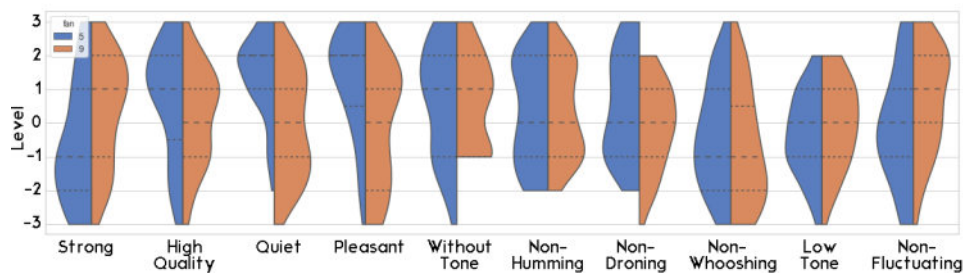 3
2
1
0
-1
-2
-3
Level
fan
5
9
Strong
High
Quality
Quiet
Pleasant
Without
Tone
Non-
Humming
Non-
Droning
Non-
Whooshing
Low
Tone
Non-
Fluctuating